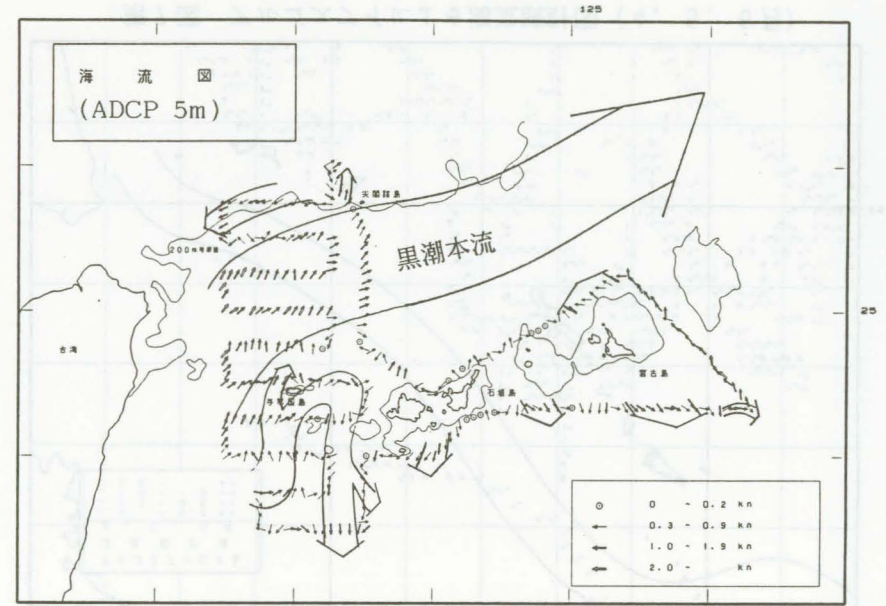 125
海流図
(ADCP 5m)
尖閣諸島
200m等深線
黒潮本流
25
台湾
宮古島
石垣島
与那国島
0 ~ 0.2 kn
0.3 ~ 0.9 kn
1.0 ~ 1.9 kn
2.0 ~ kn